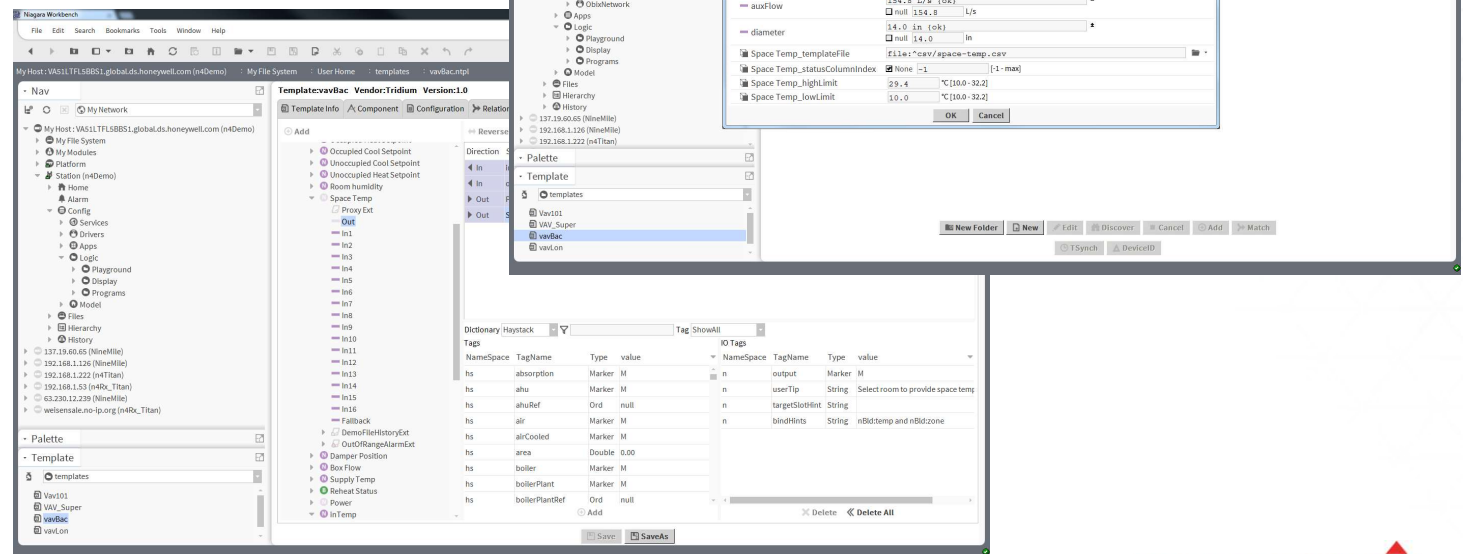 Niagara Workbench
File Edit Search Bookmarks Tools Window Help
My Host : VAS1LTFLSBBS1.global.ds.honeywell.com (n4Demo) : My File System : User Home : templates : vavBac.ntpl
Nav
My Network
My Host : VAS1LTFLSBBS1.global.ds.honeywell.com (n4Demo)
My File System
My Modules
Platform
Station (n4Demo)
Home
Alarm
Config
Services
Drivers
Apps
Logic
Playground
Display
Programs
Model
Files
Hierarchy
History
137.19.60.65 (NineMile)
192.168.1.126 (NineMile)
192.168.1.222 (n4Titan)
192.168.1.53 (n4Rx_Titan)
63.230.12.239 (NineMile)
weisensale.no-ip.org (n4Rx_Titan)
Palette
Template
templates
Vav101
VAV_Super
vavBac
vavLon
Template:vavBac Vendor:Tridium Version:1.0
Template Info Component Configuration Relation
Add
Occupied Cool Setpoint
Unoccupied Cool Setpoint
Unoccupied Heat Setpoint
Room humidity
Space Temp
Proxy Ext
Out
In1
In2
In3
In4
In5
In6
In7
In8
In9
In10
In11
In12
In13
In14
In15
In16
Fallback
DemoFileHistoryExt
OutOfRangeAlarmExt
Damper Position
Box Flow
Supply Temp
Reheat Status
Power
InTemp
Reverse
Direction S
In
In
Out
Out S
Dictionary Haystack Tag ShowAll
Tags
NameSpace TagName Type value
hs absorption Marker M
hs ahu Marker M
hs ahuRef Ord null
hs air Marker M
hs airCooled Marker M
hs area Double 0.00
hs boiler Marker M
hs boilerPlant Marker M
hs boilerPlantRef Ord null
Add
IO Tags
NameSpace TagName Type value
n output Marker M
n userTip String Select room to provide space temp
n targetSlotHint String
n bindHints String nBld:temp and nBld:zone
Delete Delete All
Save SaveAs
ObixNetwork
Apps
Logic
Playground
Display
Programs
Model
Files
Hierarchy
History
137.19.60.65 (NineMile)
192.168.1.126 (NineMile)
192.168.1.222 (n4Titan)
Palette
Template
templates
Vav101
VAV_Super
vavBac
vavLon
auxFlow 154.8 L/s {ok}
null 154.8 L/s
diameter 14.0 in {ok}
null 14.0 in
Space Temp_templateFile file:^csv/space-temp.csv
Space Temp_statusColumnIndex None -1 [-1 - max]
Space Temp_highLimit 29.4 °C [10.0 - 32.2]
Space Temp_lowLimit 10.0 °C [10.0 - 32.2]
OK Cancel
New Folder New Edit Discover Cancel Add Match
TSynch DeviceID